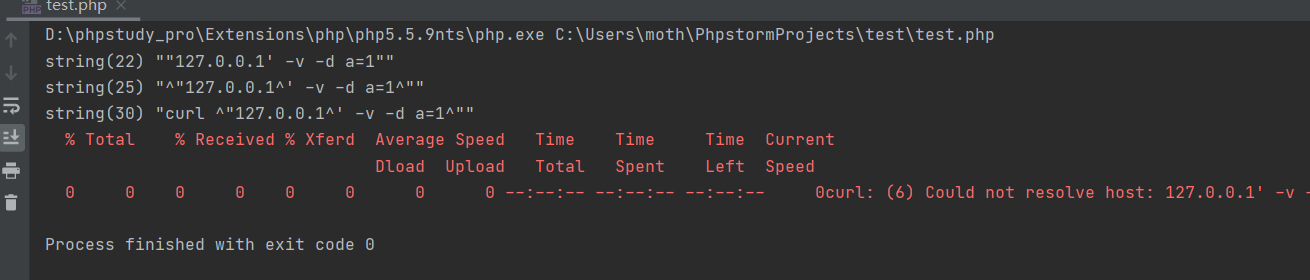 test.php
D:\phpstudy_pro\Extensions\php\php5.5.9nts\php.exe C:\Users\moth\PhpstormProjects\test\test.php
string(22) ""127.0.0.1' -v -d a=1""
string(25) "^"127.0.0.1^' -v -d a=1^""
string(30) "curl ^"127.0.0.1^' -v -d a=1^""
% Total    % Received % Xferd  Average Speed   Time    Time     Time  Current
Dload  Upload   Total   Spent    Left  Speed
0     0    0     0    0     0      0      0 --:--:-- --:--:-- --:--:--     0curl: (6) Could not resolve host: 127.0.0.1' -v -
Process finished with exit code 0